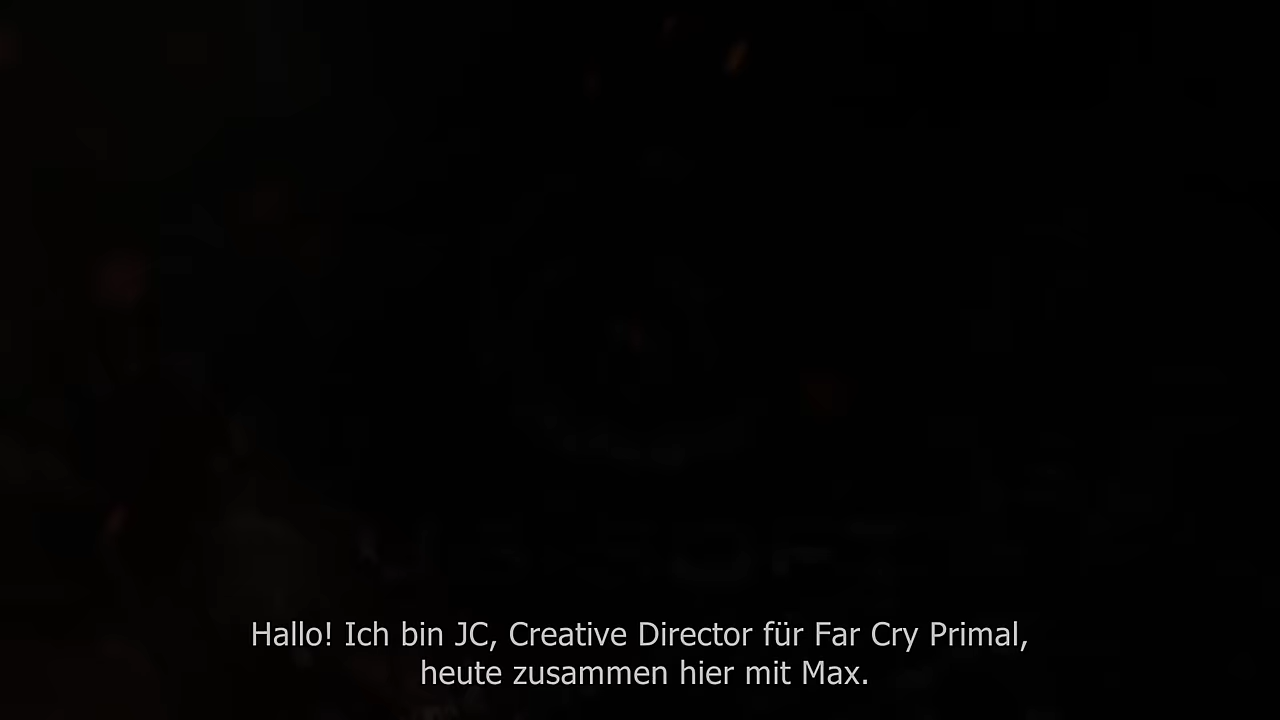 Hallo! Ich bin JC, Creative Director für Far Cry Primal,
heute zusammen hier mit Max.